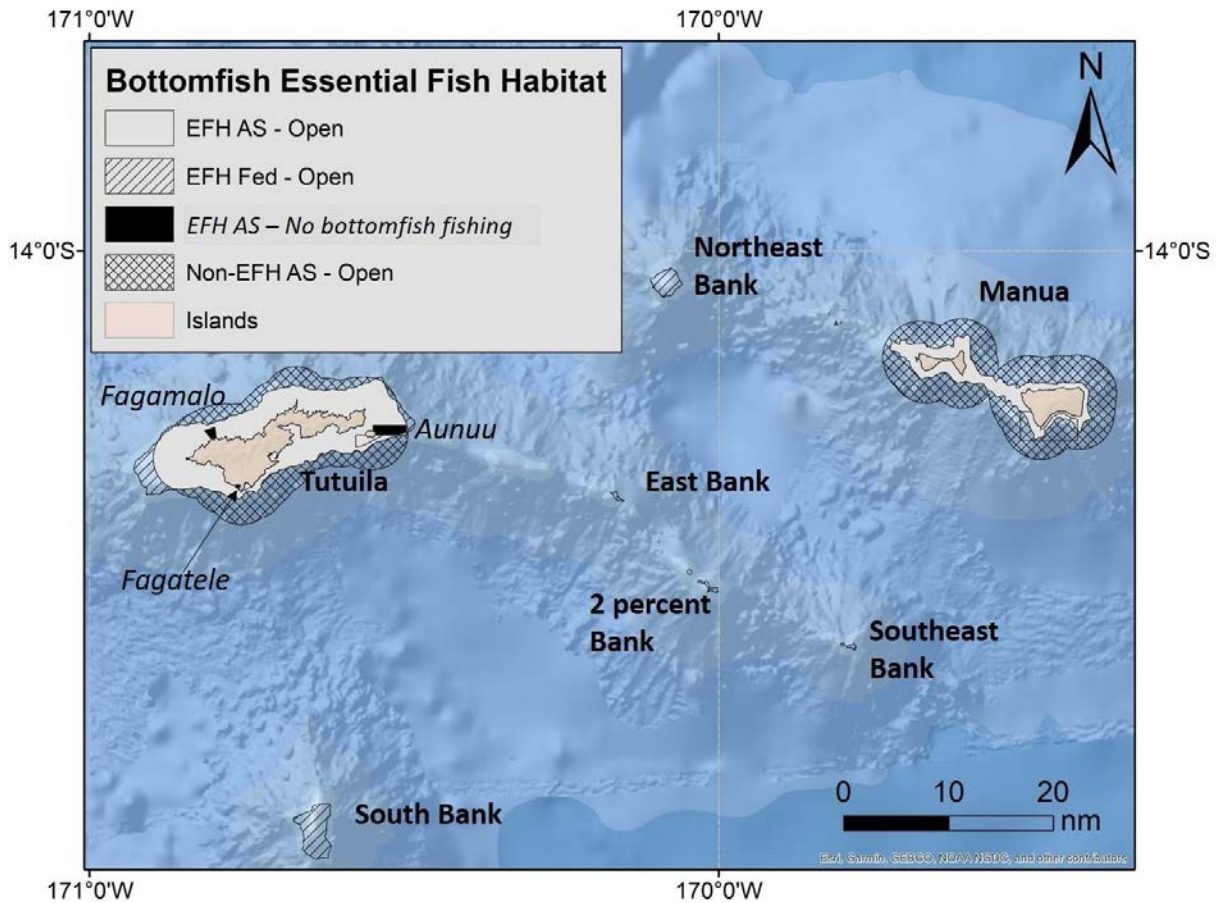 171°0'W 170°0'W
Bottomfish Essential Fish Habitat
EFH AS - Open
EFH Fed - Open
EFH AS – No bottomfish fishing
Non-EFH AS - Open
Islands
N
14°0'S 14°0'S
Northeast
Bank
Manua
Fagamalo
Aunuu
Tutuila
East Bank
Fagatele
2 percent
Bank
Southeast
Bank
South Bank
0 10 20
nm
Esri, Garmin, GEBCO, NOAA NGDC, and other contributors
171°0'W 170°0'W